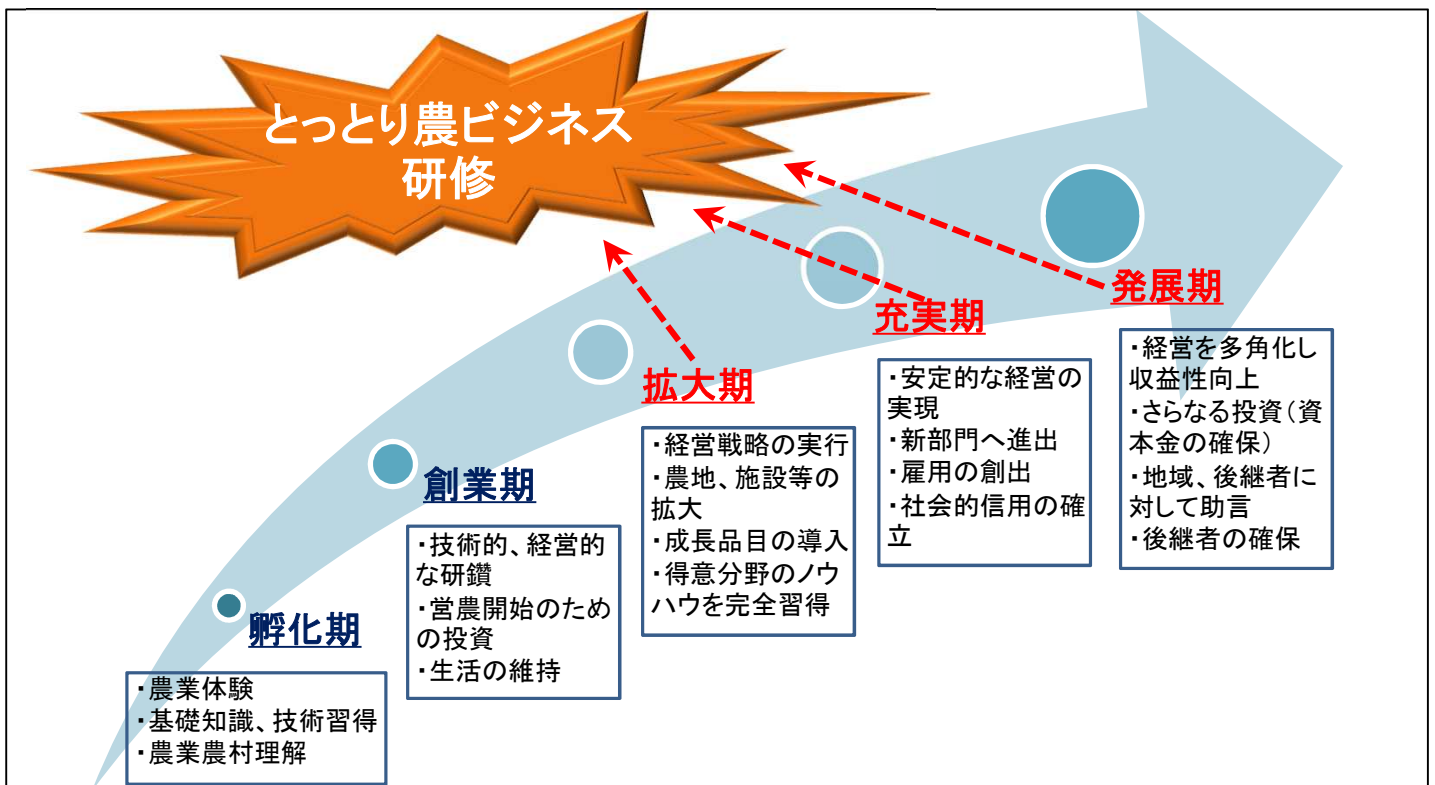 とっとり農ビジネス
研修
発展期
・経営を多角化し
収益性向上
・さらなる投資(資
本金の確保)
・地域、後継者に
対して助言
・後継者の確保
充実期
・安定的な経営の
実現
・新部門へ進出
・雇用の創出
・社会的信用の確
立
拡大期
・経営戦略の実行
・農地、施設等の
拡大
・成長品目の導入
・得意分野のノウ
ハウを完全習得
創業期
・技術的、経営的
な研鑽
・営農開始のため
の投資
・生活の維持
孵化期
・農業体験
・基礎知識、技術習得
・農業農村理解